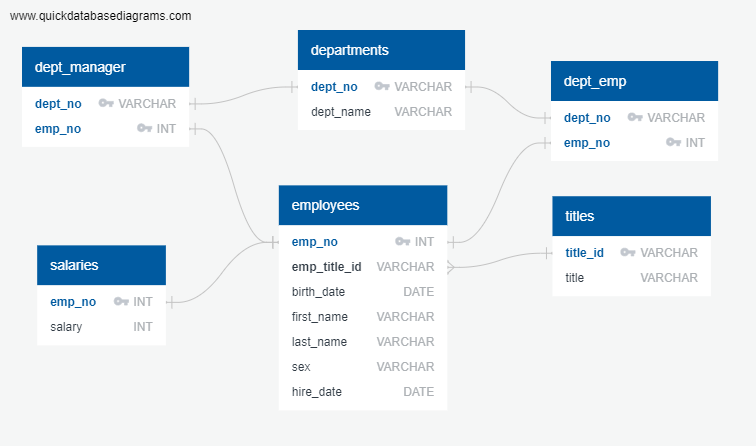 www.quickdatabasediagrams.com
dept_manager
dept_no VARCHAR
emp_no INT
departments
dept_no VARCHAR
dept_name VARCHAR
dept_emp
dept_no VARCHAR
emp_no INT
employees
emp_no INT
emp_title_id VARCHAR
birth_date DATE
first_name VARCHAR
last_name VARCHAR
sex VARCHAR
hire_date DATE
titles
title_id VARCHAR
title VARCHAR
salaries
emp_no INT
salary INT